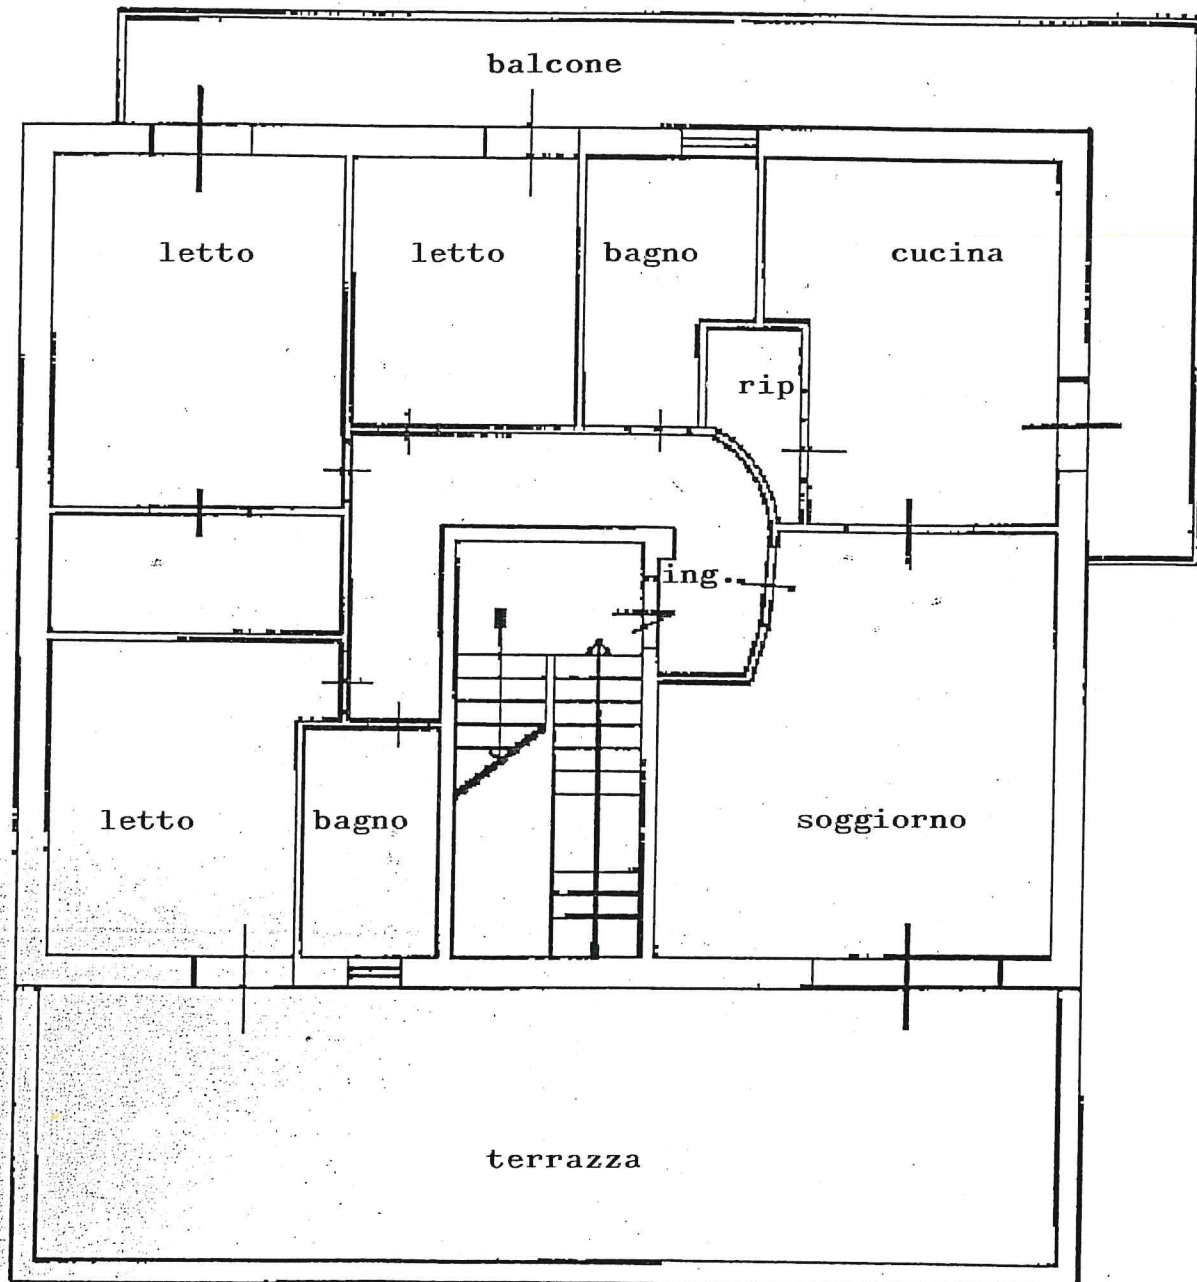 balcone
letto
letto
bagno
cucina
rip
ing.
letto
bagno
soggiorno
terrazza